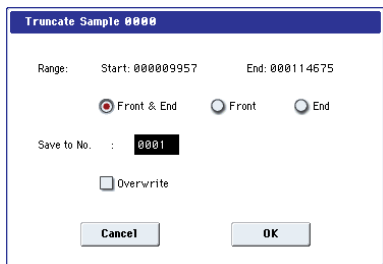 Truncate Sample 0000
Range: Start: 000009957 End: 000114675
Front & End Front End
Save to No. : 0001
Overwrite
Cancel OK